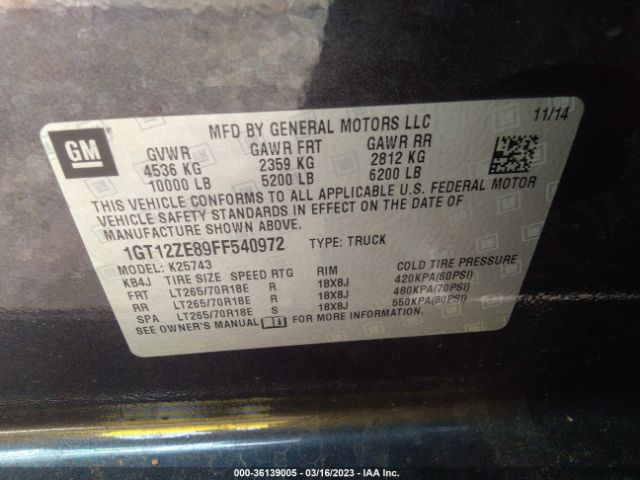 GM
MFD BY GENERAL MOTORS LLC
11/14
GVWR GAWR FRT GAWR RR
4536 KG 2359 KG 2812 KG
10000 LB 5200 LB 6200 LB
THIS VEHICLE CONFORMS TO ALL APPLICABLE U.S. FEDERAL MOTOR
VEHICLE SAFETY STANDARDS IN EFFECT ON THE DATE OF
MANUFACTURE SHOWN ABOVE.
1GT12ZE89FF540972 TYPE: TRUCK
MODEL: K25743
KB4J TIRE SIZE SPEED RTG RIM COLD TIRE PRESSURE
FRT LT265/70R18E R 18X8J 420KPA(60PSI)
RR LT265/70R18E R 18X8J 480KPA(70PSI)
SPA LT265/70R18E S 18X8J 550KPA(80PSI)
SEE OWNER'S MANUAL FOR MORE INFORMATION.
000-36139005 - 03/16/2023 - IAA Inc.